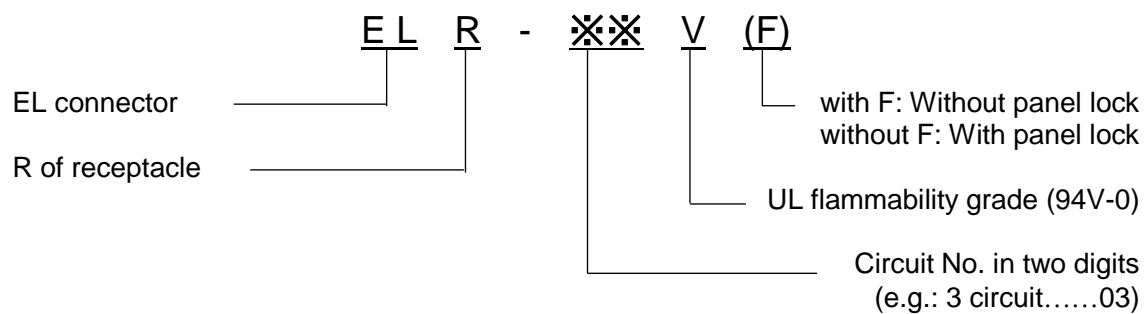 EL R - ※※ V (F)
EL connector
with F: Without panel lock
without F: With panel lock
R of receptacle
UL flammability grade (94V-0)
Circuit No. in two digits
(e.g.: 3 circuit……03)